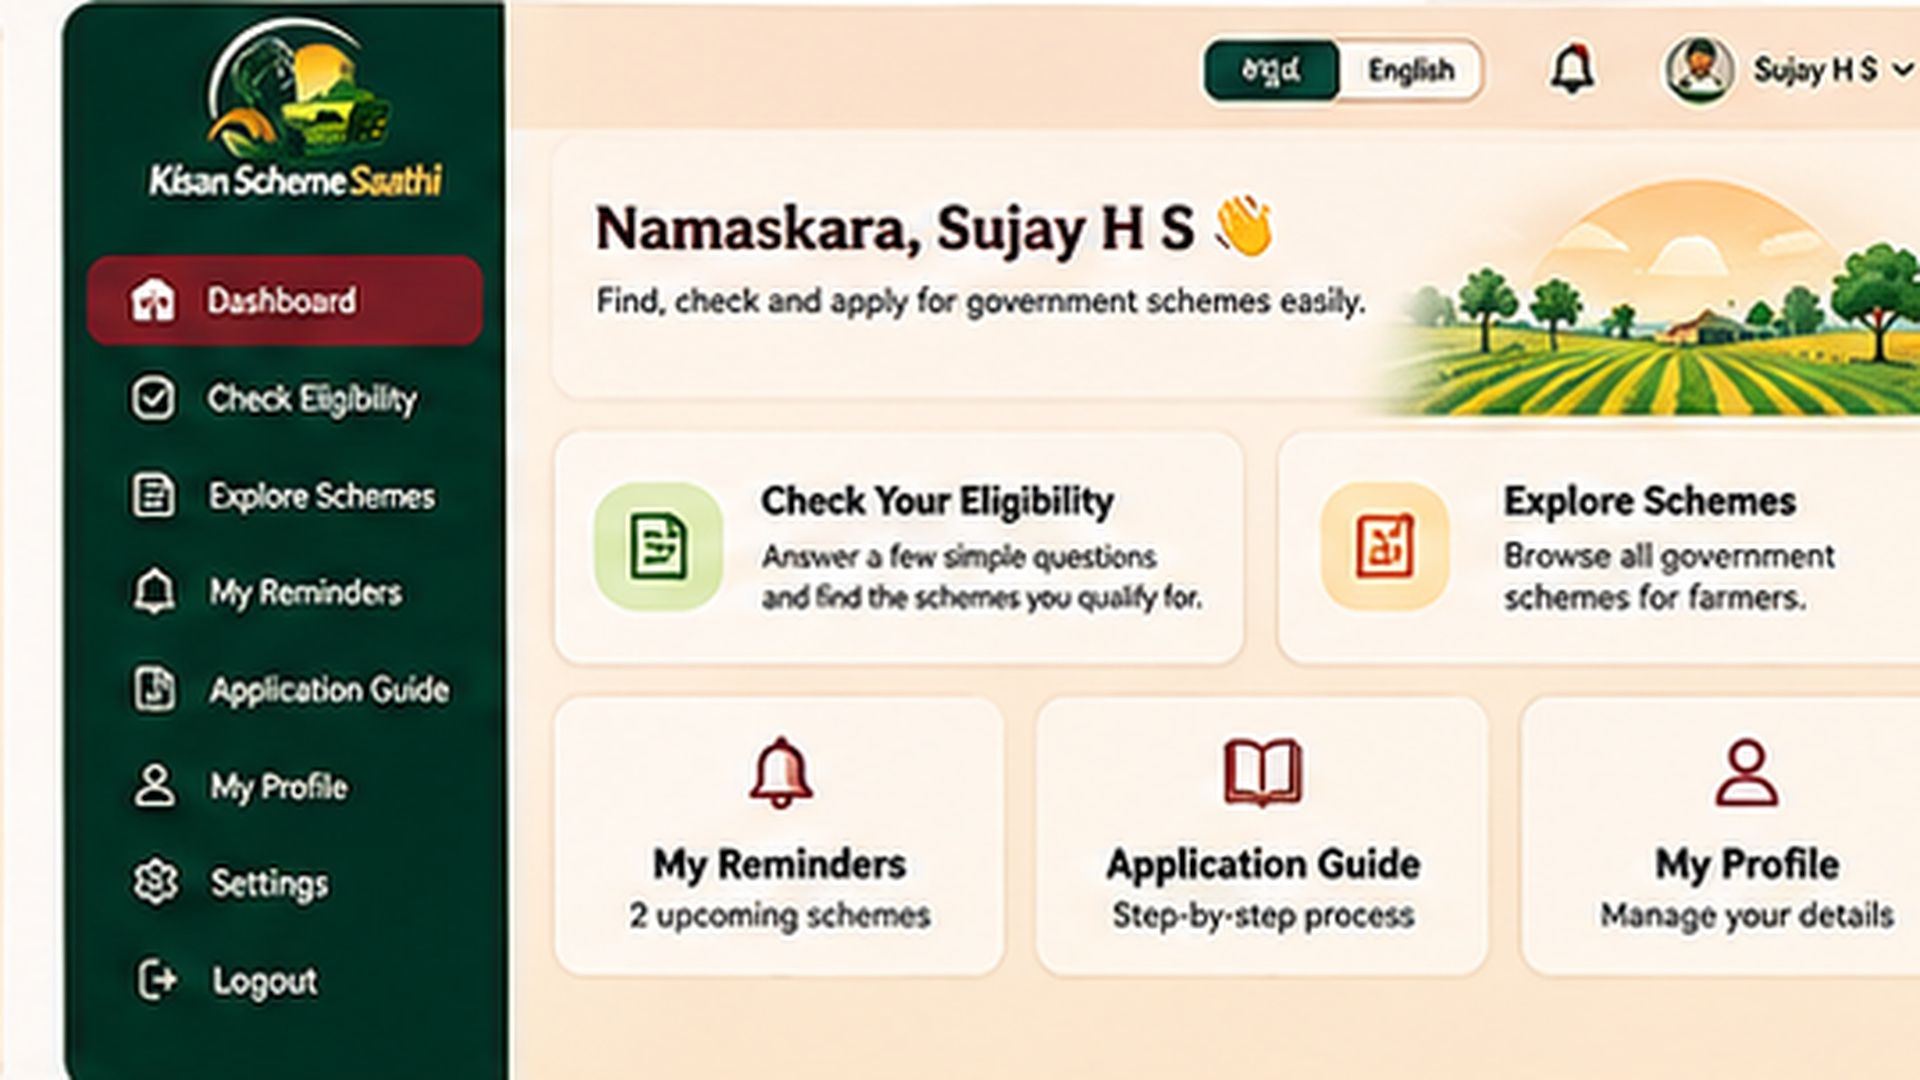 Kisan Scheme Saathi
Dashboard
Check Eligibility
Explore Schemes
My Reminders
Application Guide
My Profile
Settings
Logout
English
Sujay H S
Namaskara, Sujay H S 👋
Find, check and apply for government schemes easily.
Check Your Eligibility
Answer a few simple questions
and find the schemes you qualify for.
Explore Schemes
Browse all government
schemes for farmers.
My Reminders
2 upcoming schemes
Application Guide
Step-by-step process
My Profile
Manage your details